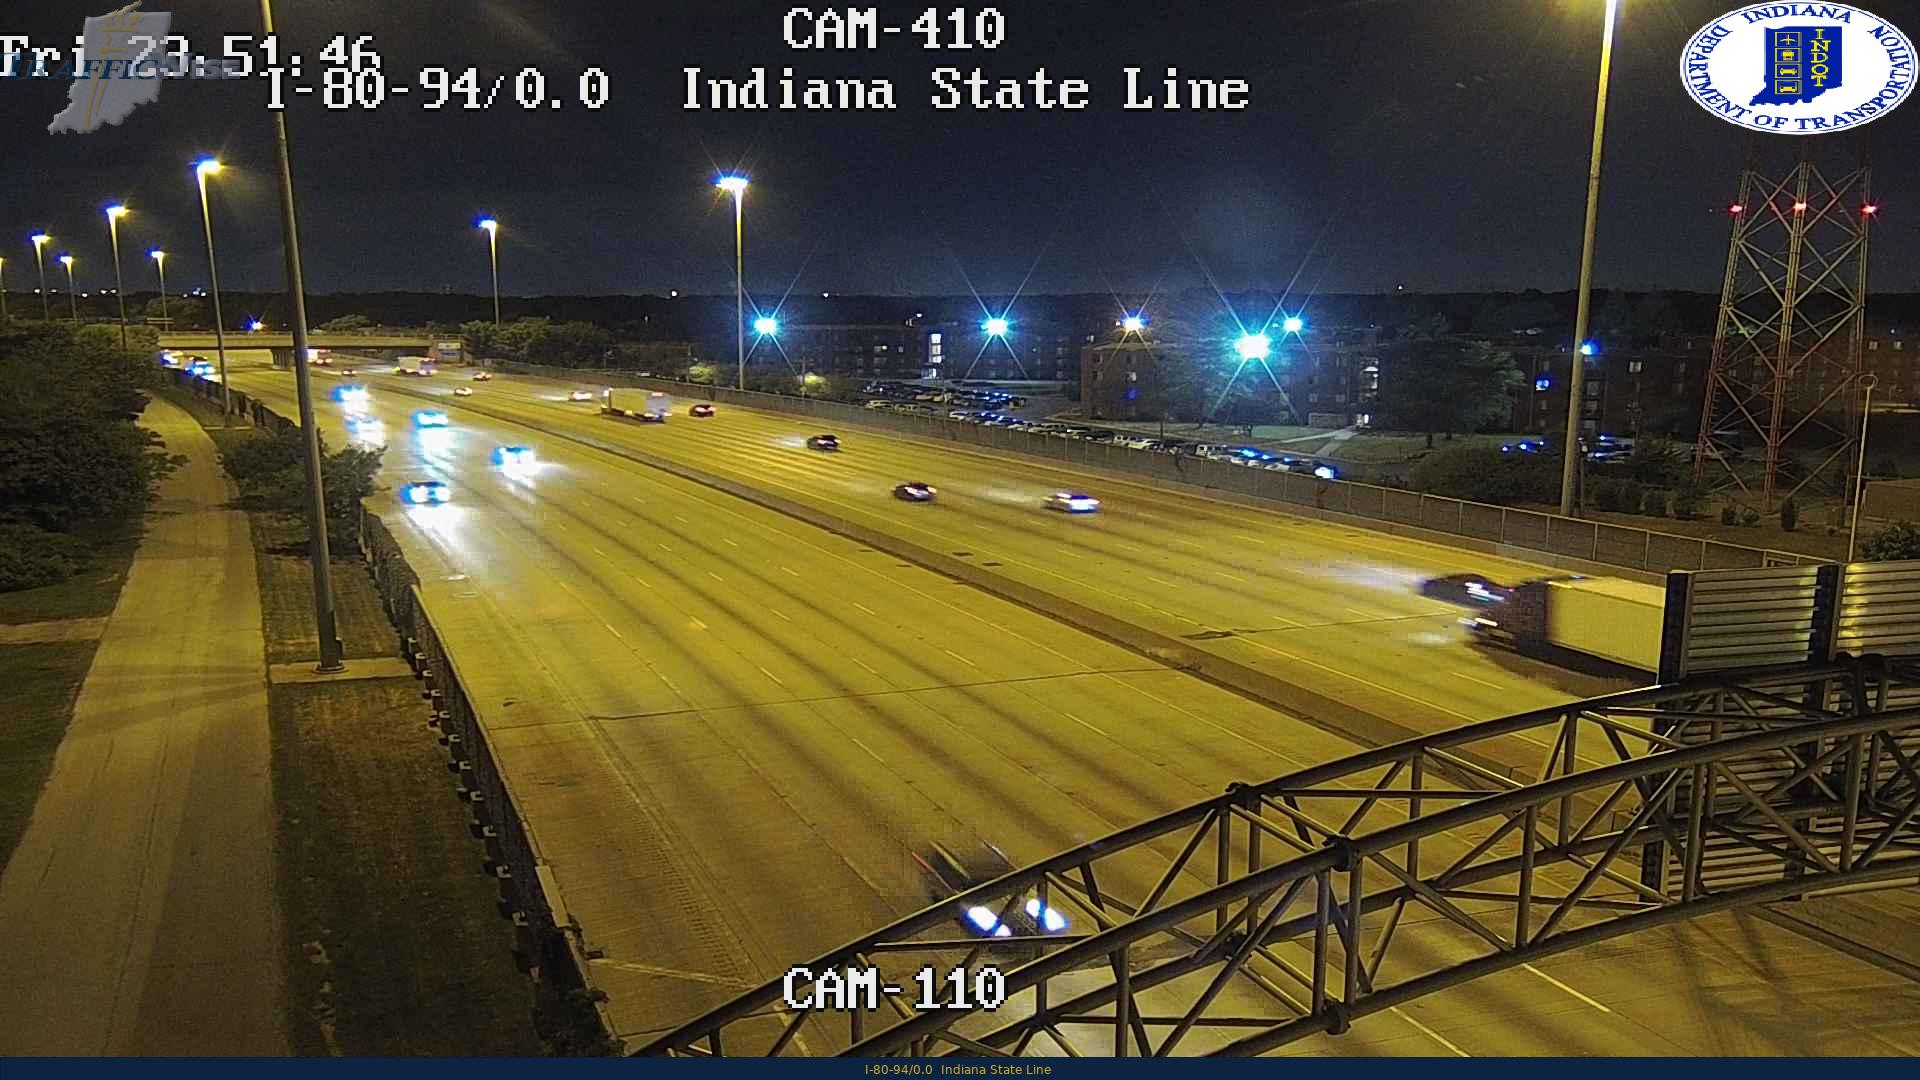 CAM-410
Fri 23:51:46
TRAFFICWISE
I-80-94/0.0 Indiana State Line
INDIANA
DEPARTMENT OF TRANSPORTATION
INDOT
CAM-110
I-80-94/0.0 Indiana State Line